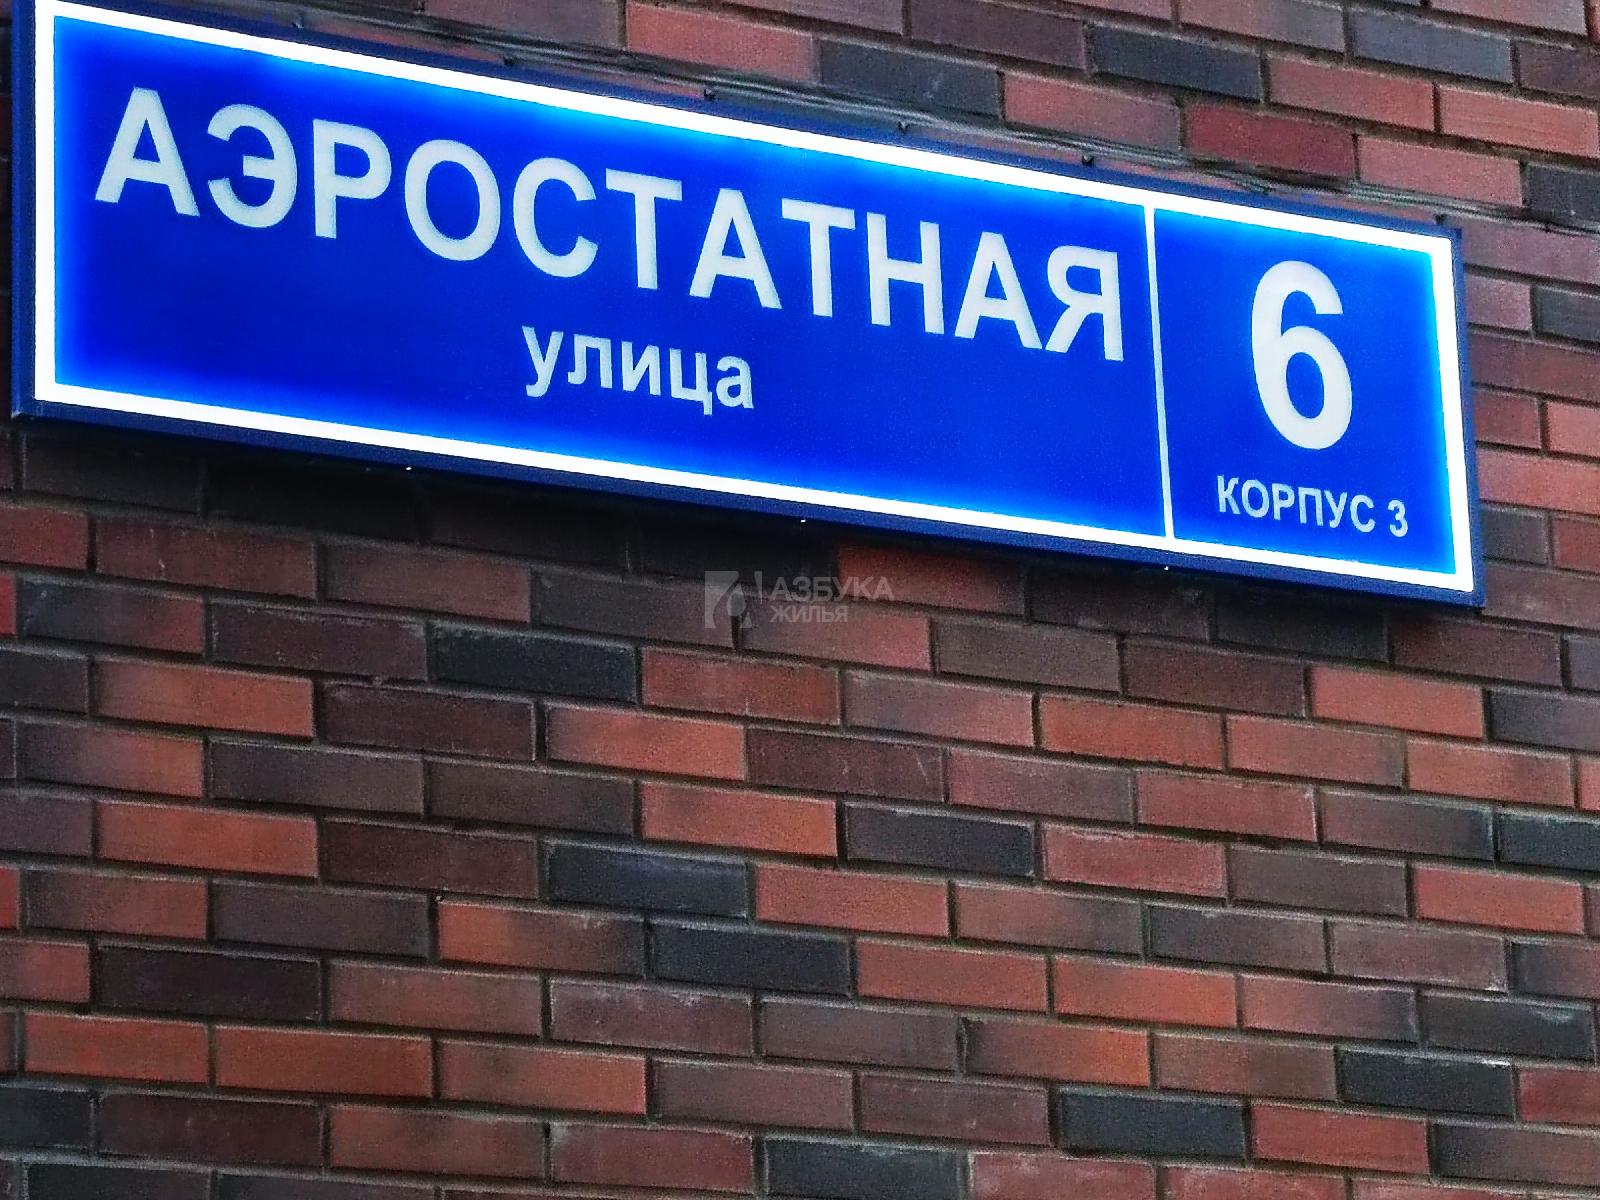 АЭРОСТАТНАЯ
улица
6
КОРПУС 3
АЗБУКА
ЖИЛЬЯ